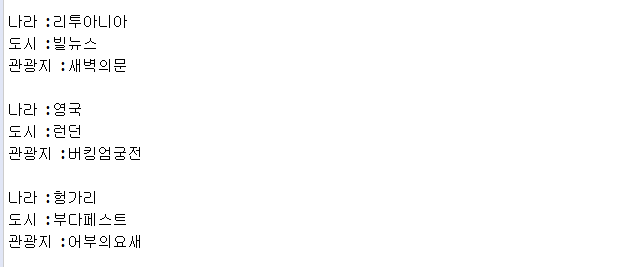 나라 :리투아니아
도시 :빌뉴스
관광지 :새벽의문
나라 :영국
도시 :런던
관광지 :버킹엄궁전
나라 :헝가리
도시 :부다페스트
관광지 :어부의요새